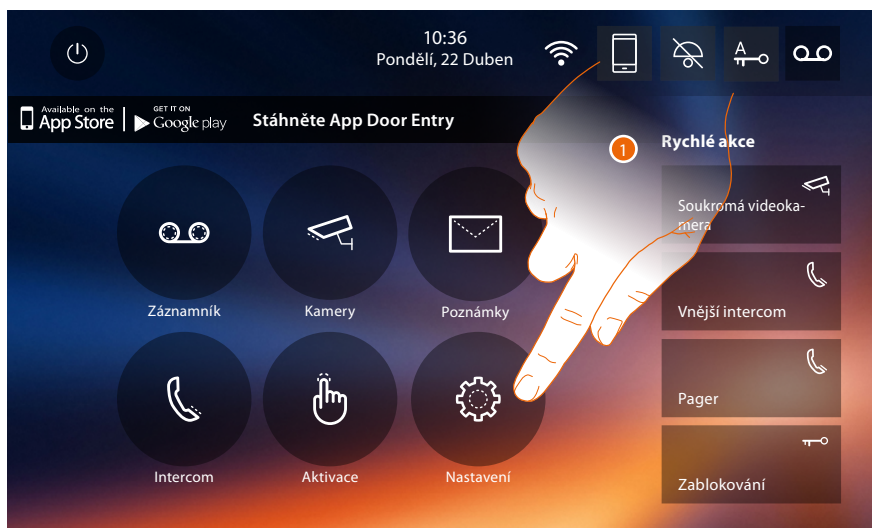 10:36
Pondělí, 22 Duben
A
Available on the
App Store
GET IT ON
Google play
Stáhněte App Door Entry
1
Rychlé akce
Soukromá videoka-
mera
Záznamník
Kamery
Poznámky
Vnější intercom
Pager
Intercom
Aktivace
Nastavení
Zablokování